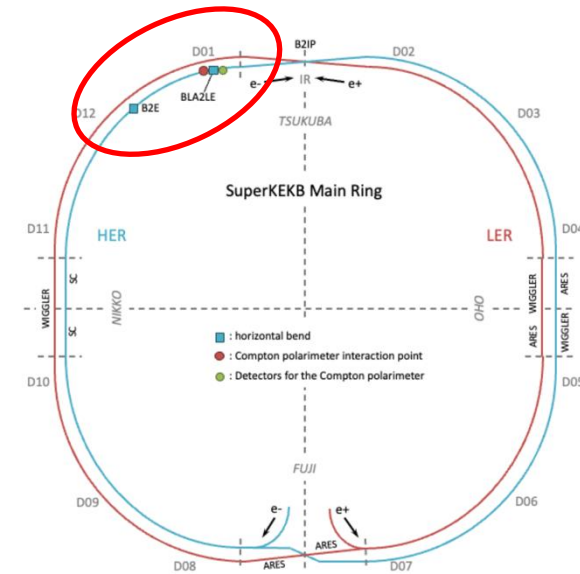 D01
B2IP
D02
e-
IR
e+
BLA2LE
B2E
TSUKUBA
D12
D03
SuperKEKB Main Ring
D11
HER
LER
D04
SC
WIGGLER
ARES
WIGGLER
NIKKO
OHO
SC
ARES
WIGGLER
: horizontal bend
: Compton polarimeter interaction point
: Detectors for the Compton polarimeter
D10
D05
FUJI
D09
e-
e+
D06
ARES
ARES
D08
D07